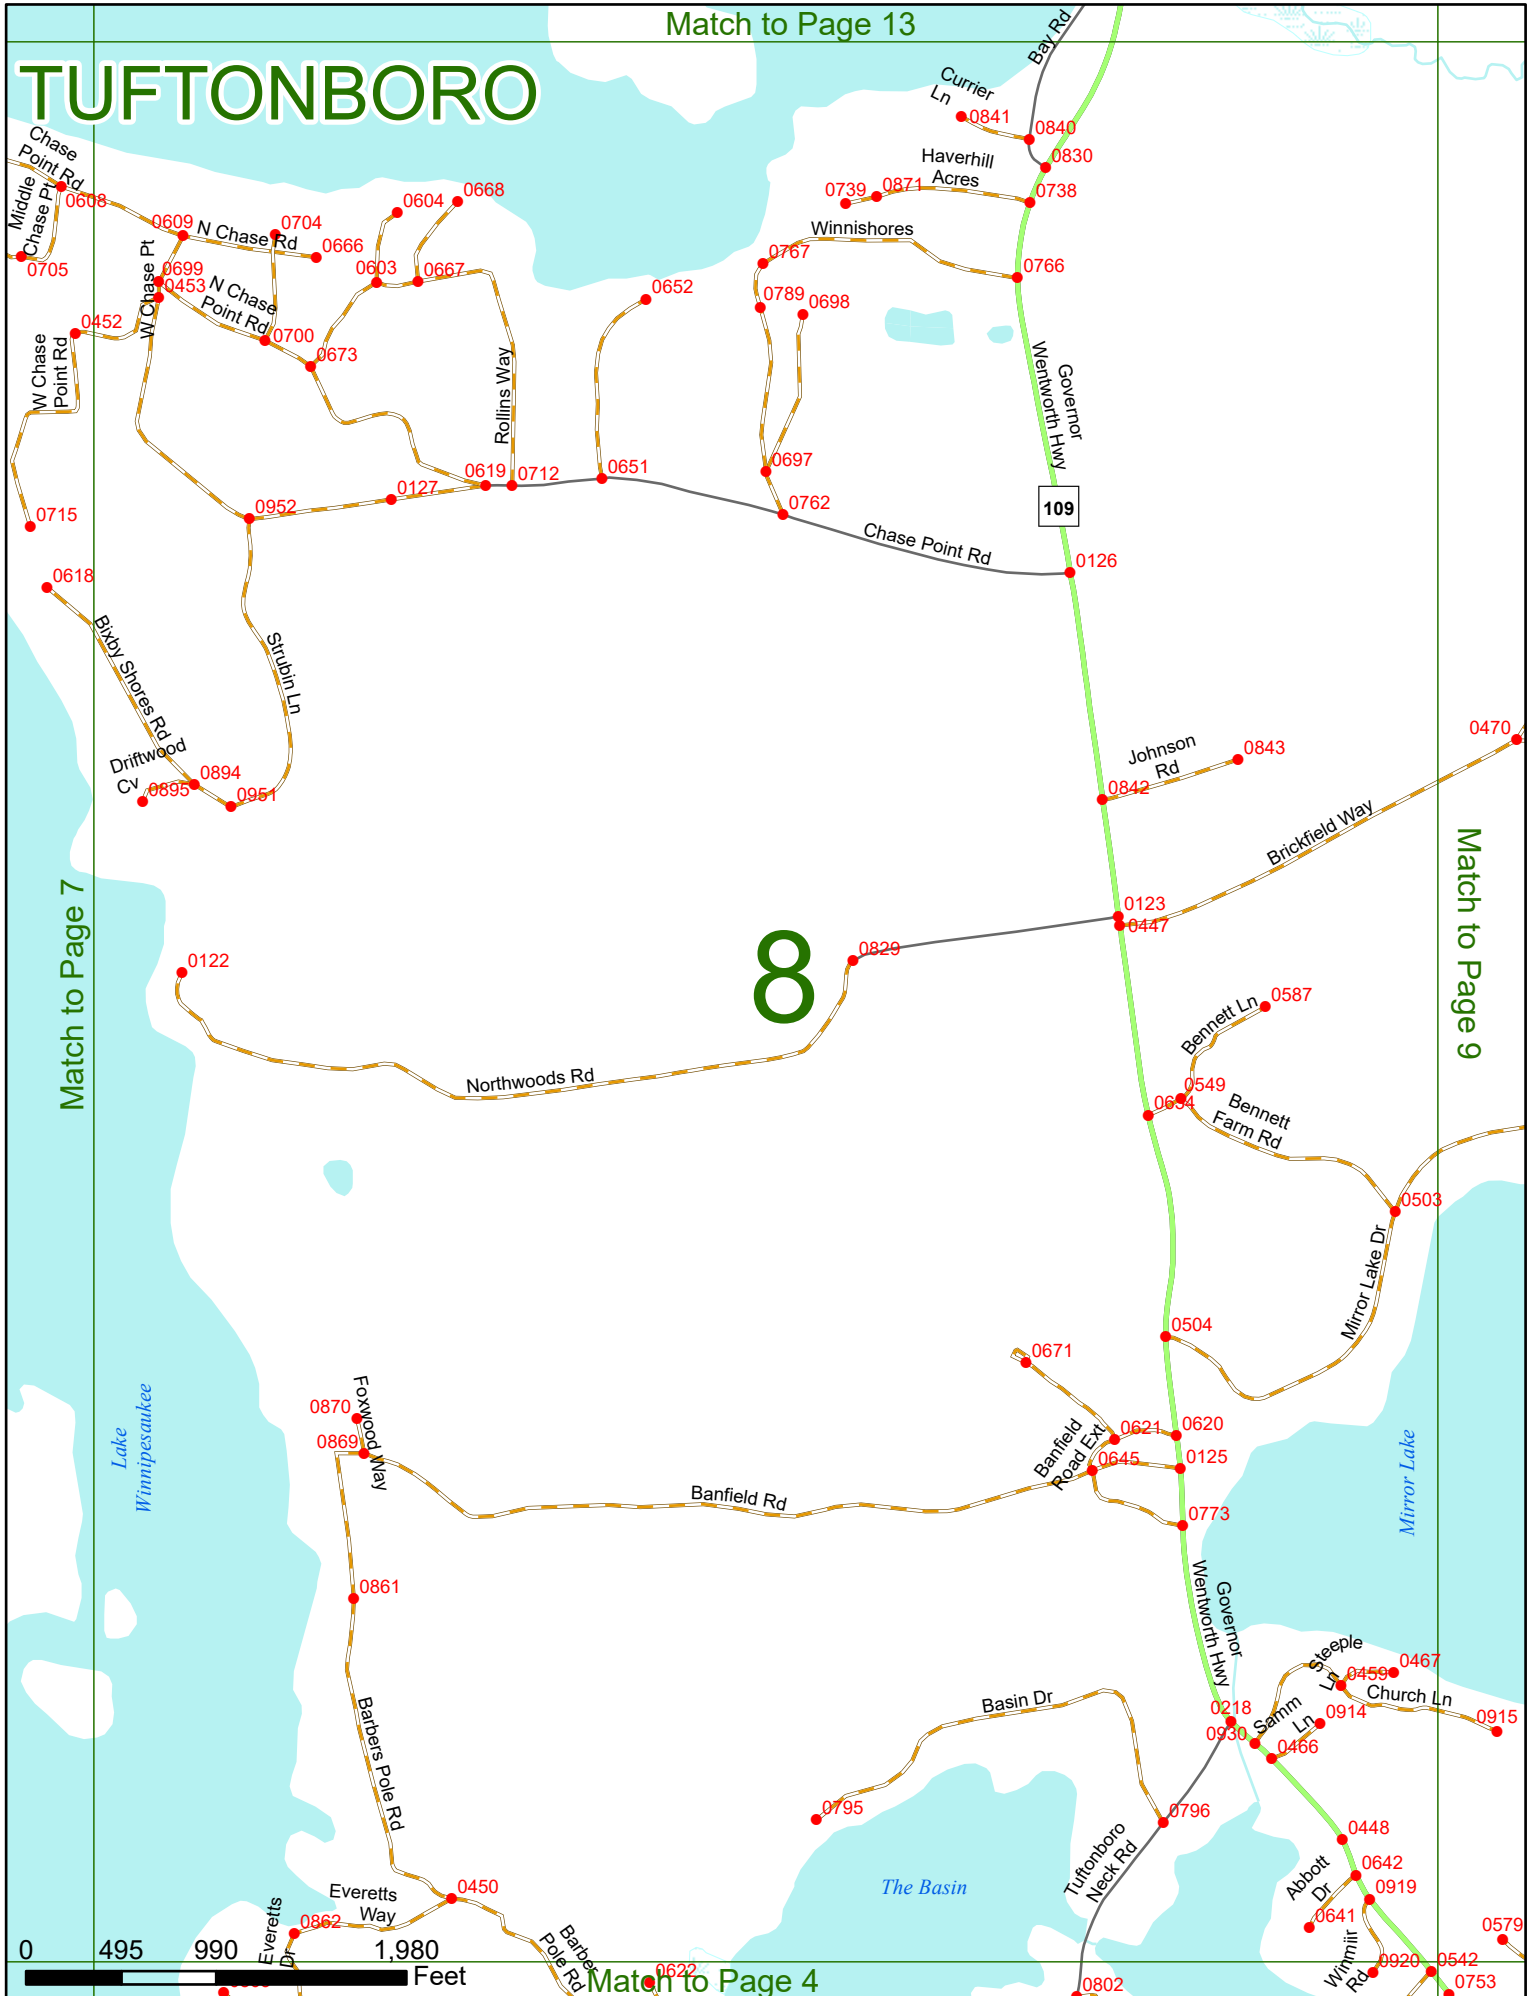 Match to Page 13
TUFTONBORO
Bay Rd
Currier
Ln
0841
0840
0830
Haverhill
Acres
0739
0871
0738
Chase
Point Rd
Middle
Chase Pt
0608
0705
0609
N Chase Rd
0704
0666
0604
0668
0603
0667
W Chase Pt
0699
0453
N Chase
Point Rd
0700
0673
0452
W Chase
Point Rd
0715
Rollins Way
0652
Winnishores
0767
0766
0789
0698
Governor
Wentworth Hwy
109
0619
0712
0651
0697
0762
0127
0952
Chase Point Rd
0126
0618
Bixby Shores Rd
Strubin Ln
Driftwood
Cv
0894
0895
0951
Johnson
Rd
0843
0842
0470
Brickfield Way
Match to Page 7
Match to Page 9
0123
0447
8
0829
0122
Northwoods Rd
Bennett Ln
0587
0549
0634
Bennett
Farm Rd
0503
Mirror Lake Dr
0504
0671
Banfield
Road Ext
0621
0620
0645
0125
0773
0870
0869
Foxwood Way
Banfield Rd
Lake
Winnipesaukee
Mirror Lake
0861
Governor
Wentworth Hwy
Barbers Pole Rd
Steeple
Ln
0459
0467
Church Ln
0915
Samm
Ln
0914
0218
0930
0466
Basin Dr
0795
0796
Tuftonboro
Neck Rd
The Basin
0448
0642
Abbott
Dr
0919
0641
Winmiir
Rd
0920
0542
0753
0579
Everetts
Way
0450
0862
Everetts
Dr
Barber
Pole Rd
0622
0802
0 495 990 1,980
Feet
Match to Page 4